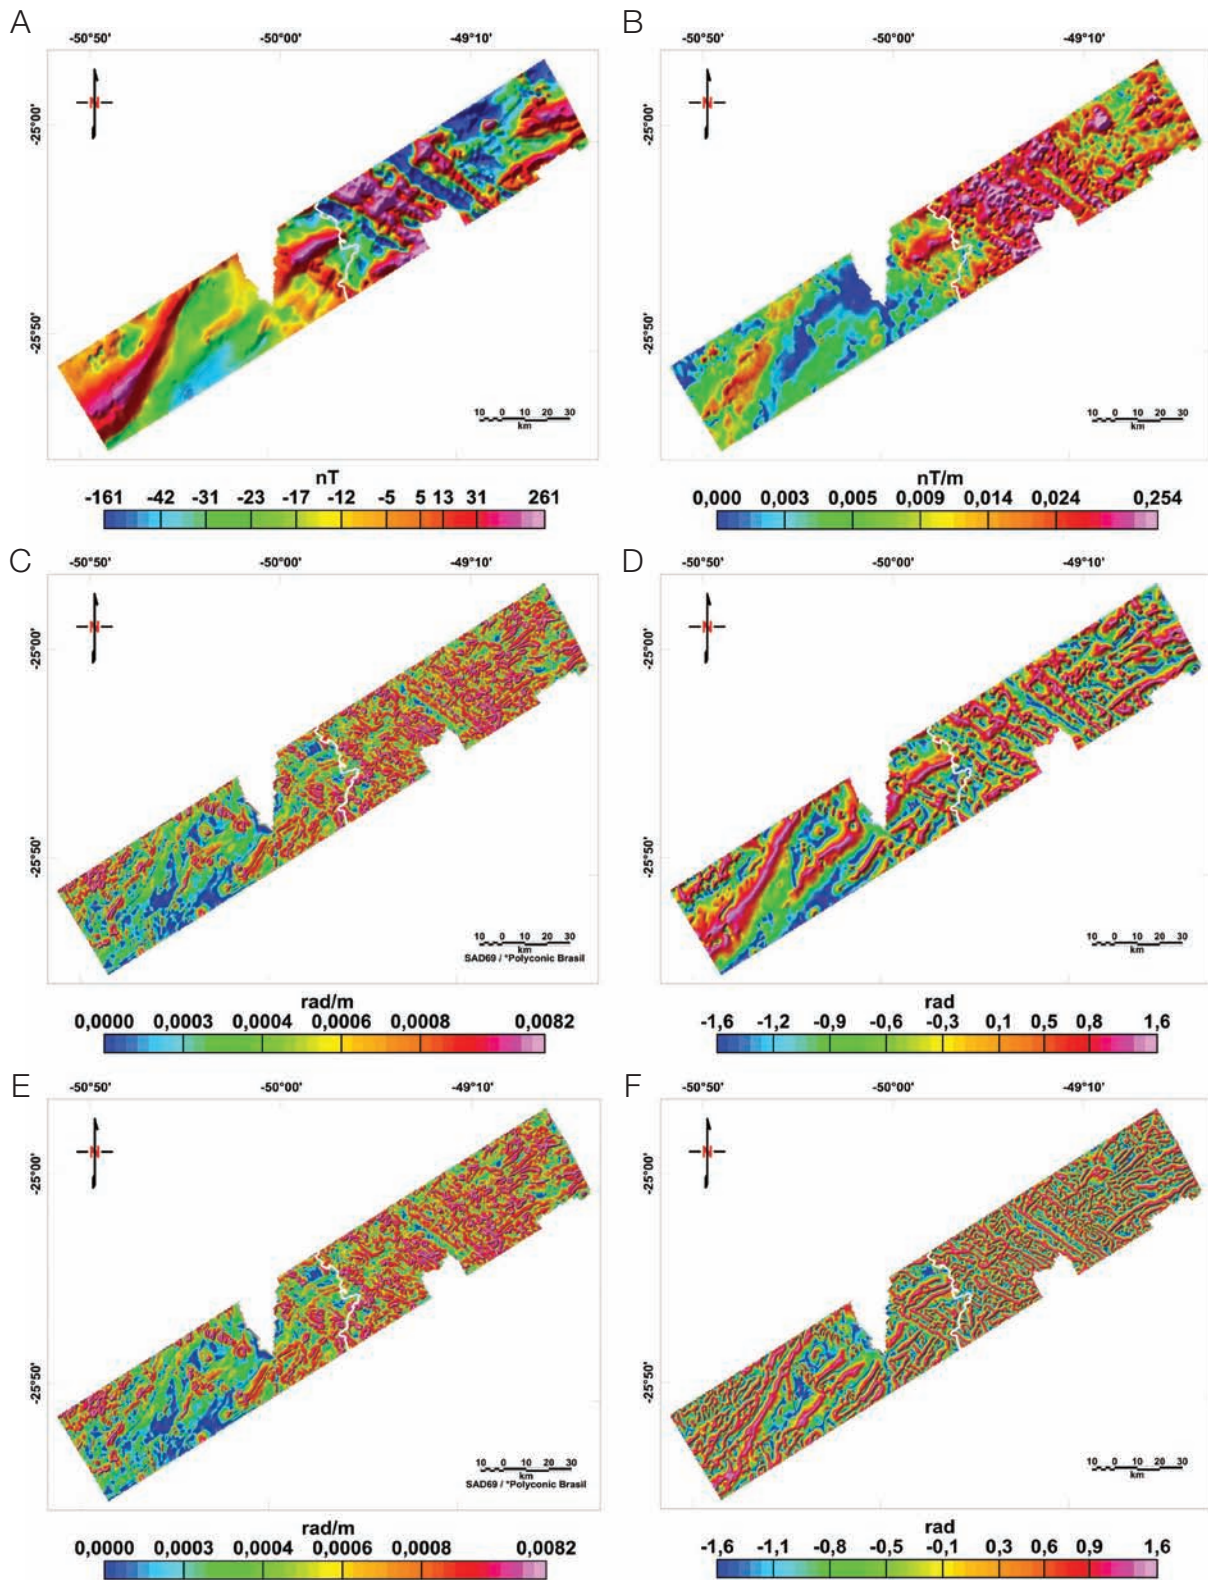 A
B
-50°50' -50°00' -49°10'
-50°50' -50°00' -49°10'
N
N
-25°00'
-25°00'
-25°50'
-25°50'
10 0 10 20 30
km
10 0 10 20 30
km
nT
-161 -42 -31 -23 -17 -12 -5 5 13 31 261
nT/m
0,000 0,003 0,005 0,009 0,014 0,024 0,254
C
D
-50°50' -50°00' -49°10'
-50°50' -50°00' -49°10'
N
N
-25°00'
-25°00'
-25°50'
-25°50'
10 0 10 20 30
km
SAD69 / *Polyconic Brasil
10 0 10 20 30
km
rad/m
0,0000 0,0003 0,0004 0,0006 0,0008 0,0082
rad
-1,6 -1,2 -0,9 -0,6 -0,3 0,1 0,5 0,8 1,6
E
F
-50°50' -50°00' -49°10'
-50°50' -50°00' -49°10'
N
N
-25°00'
-25°00'
-25°50'
-25°50'
10 0 10 20 30
km
SAD69 / *Polyconic Brasil
10 0 10 20 30
km
rad/m
0,0000 0,0003 0,0004 0,0006 0,0008 0,0082
rad
-1,6 -1,1 -0,8 -0,5 -0,1 0,3 0,6 0,9 1,6